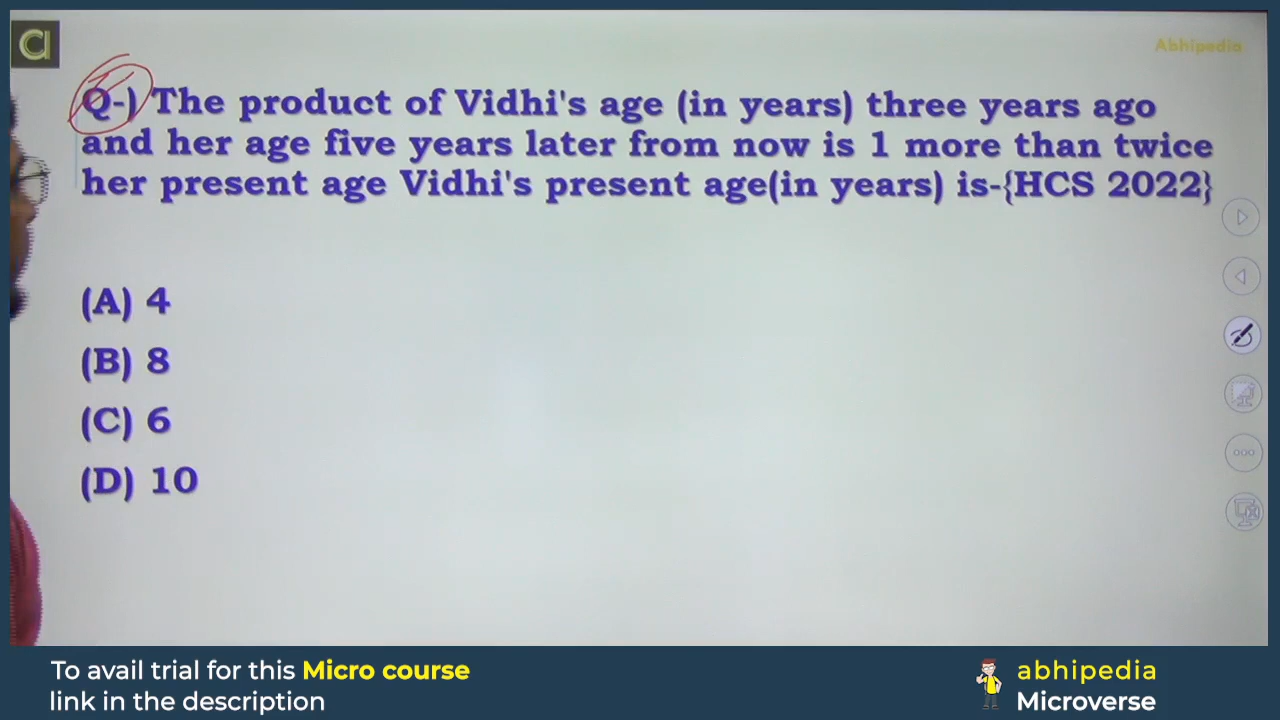 Abhipedia
Q-) The product of Vidhi's age (in years) three years ago
and her age five years later from now is 1 more than twice
her present age Vidhi's present age(in years) is-{HCS 2022}
(A) 4
(B) 8
(C) 6
(D) 10
To avail trial for this Micro course
link in the description
abhipedia
Microverse